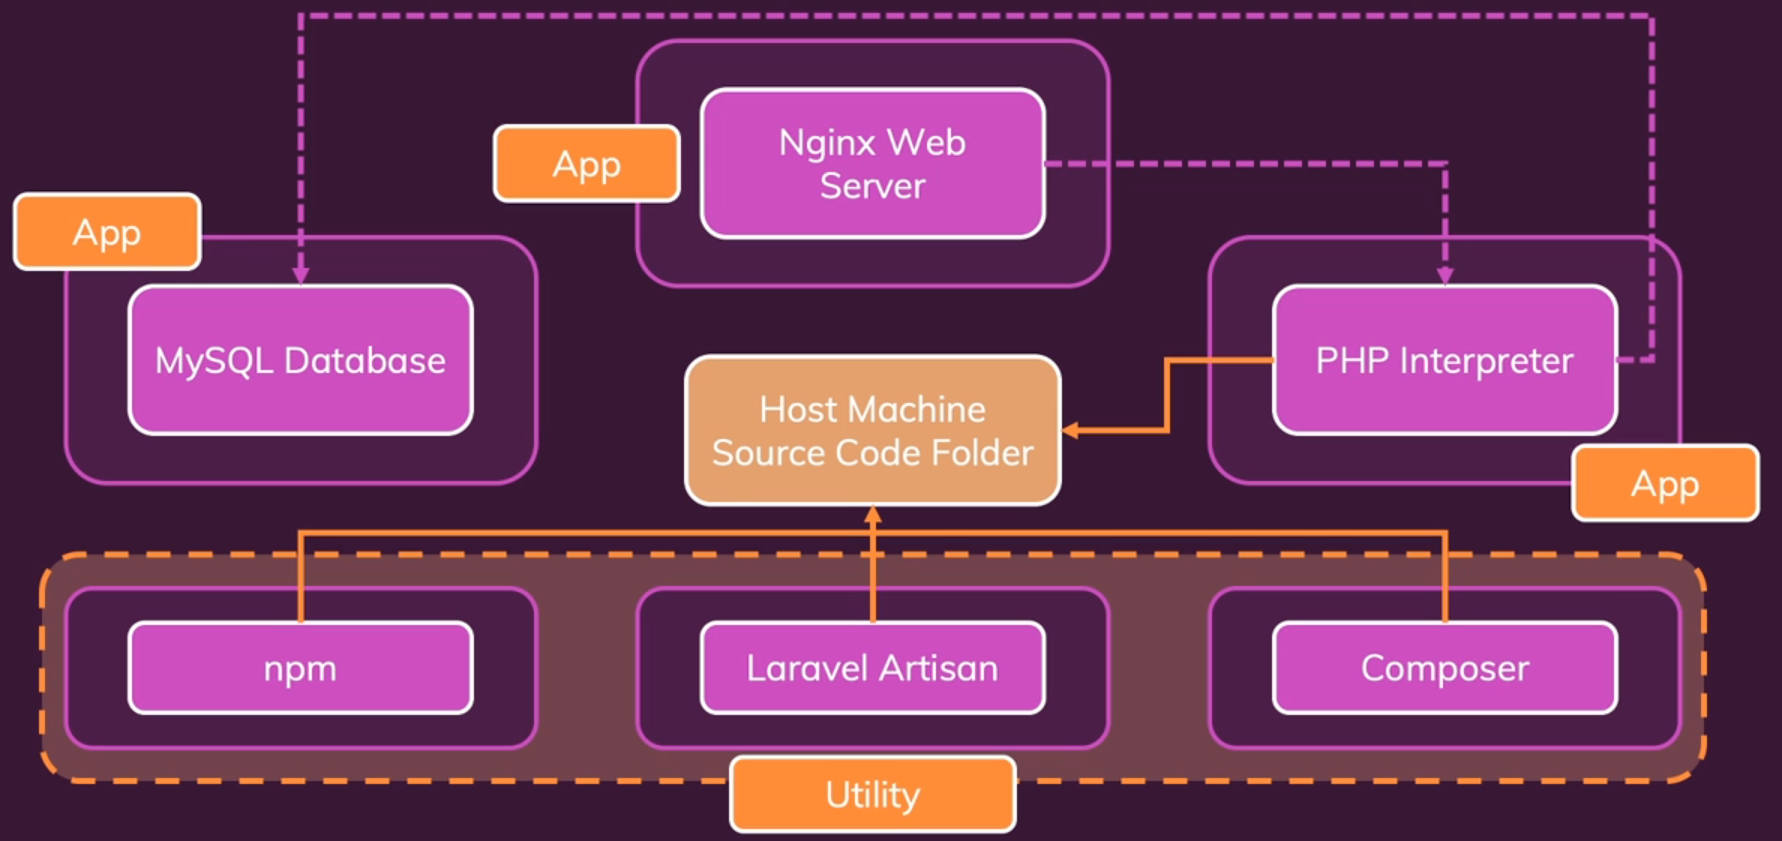 Nginx Web
Server
App
App
MySQL Database
PHP Interpreter
Host Machine
Source Code Folder
App
npm
Laravel Artisan
Composer
Utility